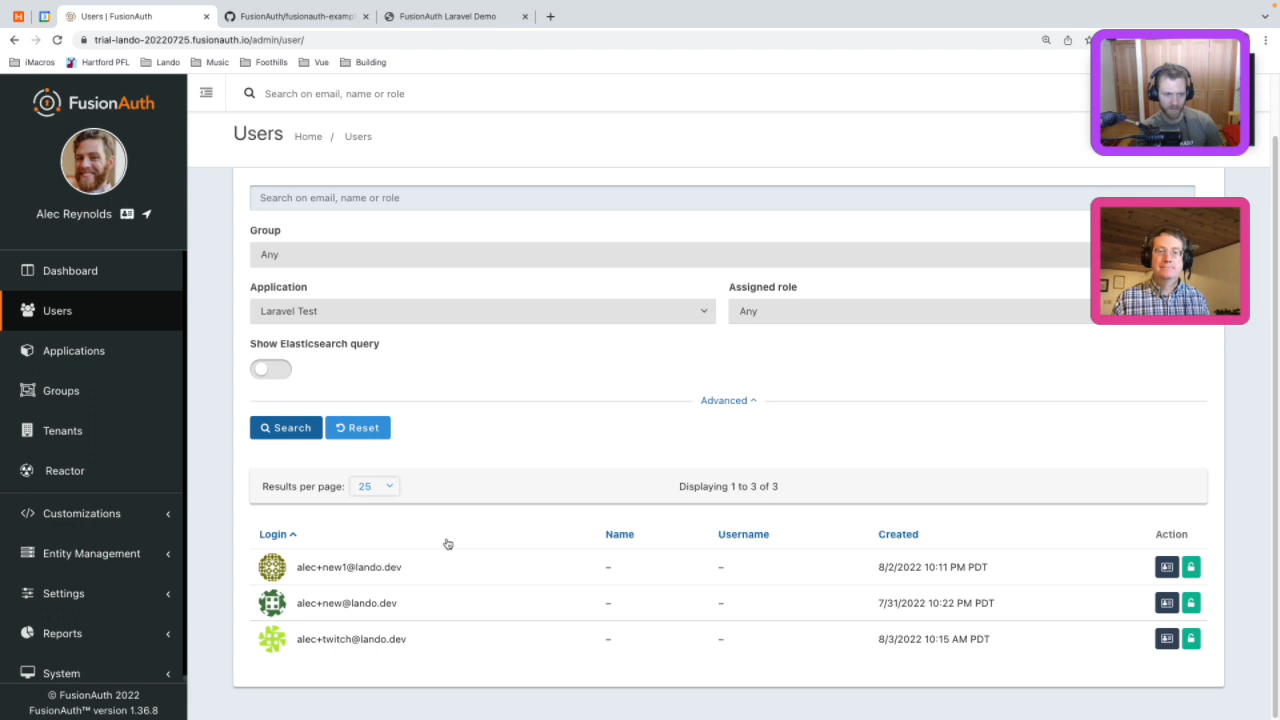 Users | FusionAuth
FusionAuth/fusionauth-exampl
FusionAuth Laravel Demo
trial-lando-20220725.fusionauth.io/admin/user/
iMacros
Hartford PFL
Lando
Music
Foothills
Vue
Building
FusionAuth
Alec Reynolds
Dashboard
Users
Applications
Groups
Tenants
Reactor
Customizations
Entity Management
Settings
Reports
System
© FusionAuth 2022
FusionAuth™ version 1.36.8
Search on email, name or role
Users Home / Users
Search on email, name or role
Group
Any
Application Assigned role
Laravel Test Any
Show Elasticsearch query
Advanced
Search Reset
Results per page: 25 Displaying 1 to 3 of 3
Login Name Username Created Action
alec+new1@lando.dev – – 8/2/2022 10:11 PM PDT
alec+new@lando.dev – – 7/31/2022 10:22 PM PDT
alec+twitch@lando.dev – – 8/3/2022 10:15 AM PDT